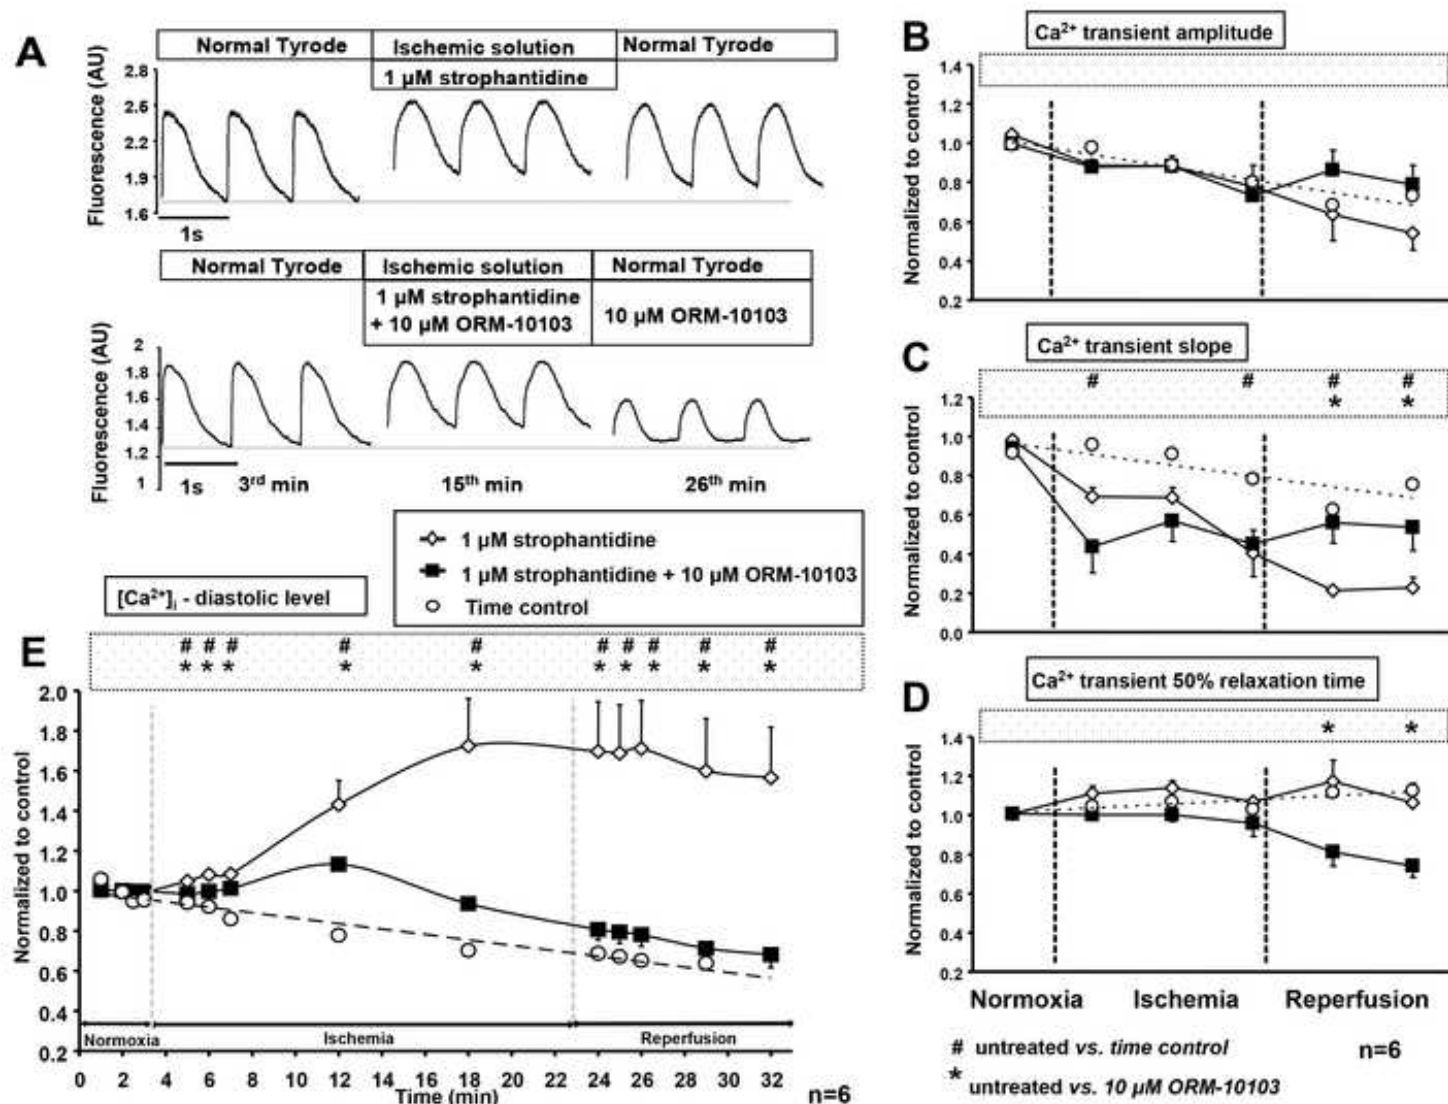 A
Normal Tyrode
Ischemic solution
Normal Tyrode
1 µM strophantidine
Fluorescence (AU)
2.8
2.5
2.2
1.9
1.6
1s
Normal Tyrode
Ischemic solution
Normal Tyrode
1 µM strophantidine
+ 10 µM ORM-10103
10 µM ORM-10103
Fluorescence (AU)
2
1.8
1.6
1.4
1.2
1
1s
3rd min
15th min
26th min
1 µM strophantidine
1 µM strophantidine + 10 µM ORM-10103
Time control
[Ca2+]i - diastolic level
E
# # # # # # # # # #
* * * * * * * * * *
Normalized to control
2.0
1.8
1.6
1.4
1.2
1.0
0.8
0.6
0.4
0.2
Normoxia
Ischemia
Reperfusion
0 2 4 6 8 10 12 14 16 18 20 22 24 26 28 30 32
Time (min)
n=6
B
Ca2+ transient amplitude
Normalized to control
1.4
1.2
1.0
0.8
0.6
0.4
0.2
C
Ca2+ transient slope
# # # #
* *
Normalized to control
1.2
1.0
0.8
0.6
0.4
0.2
0.0
D
Ca2+ transient 50% relaxation time
* *
Normalized to control
1.4
1.2
1.0
0.8
0.6
0.4
0.2
Normoxia
Ischemia
Reperfusion
# untreated vs. time control
n=6
* untreated vs. 10 µM ORM-10103